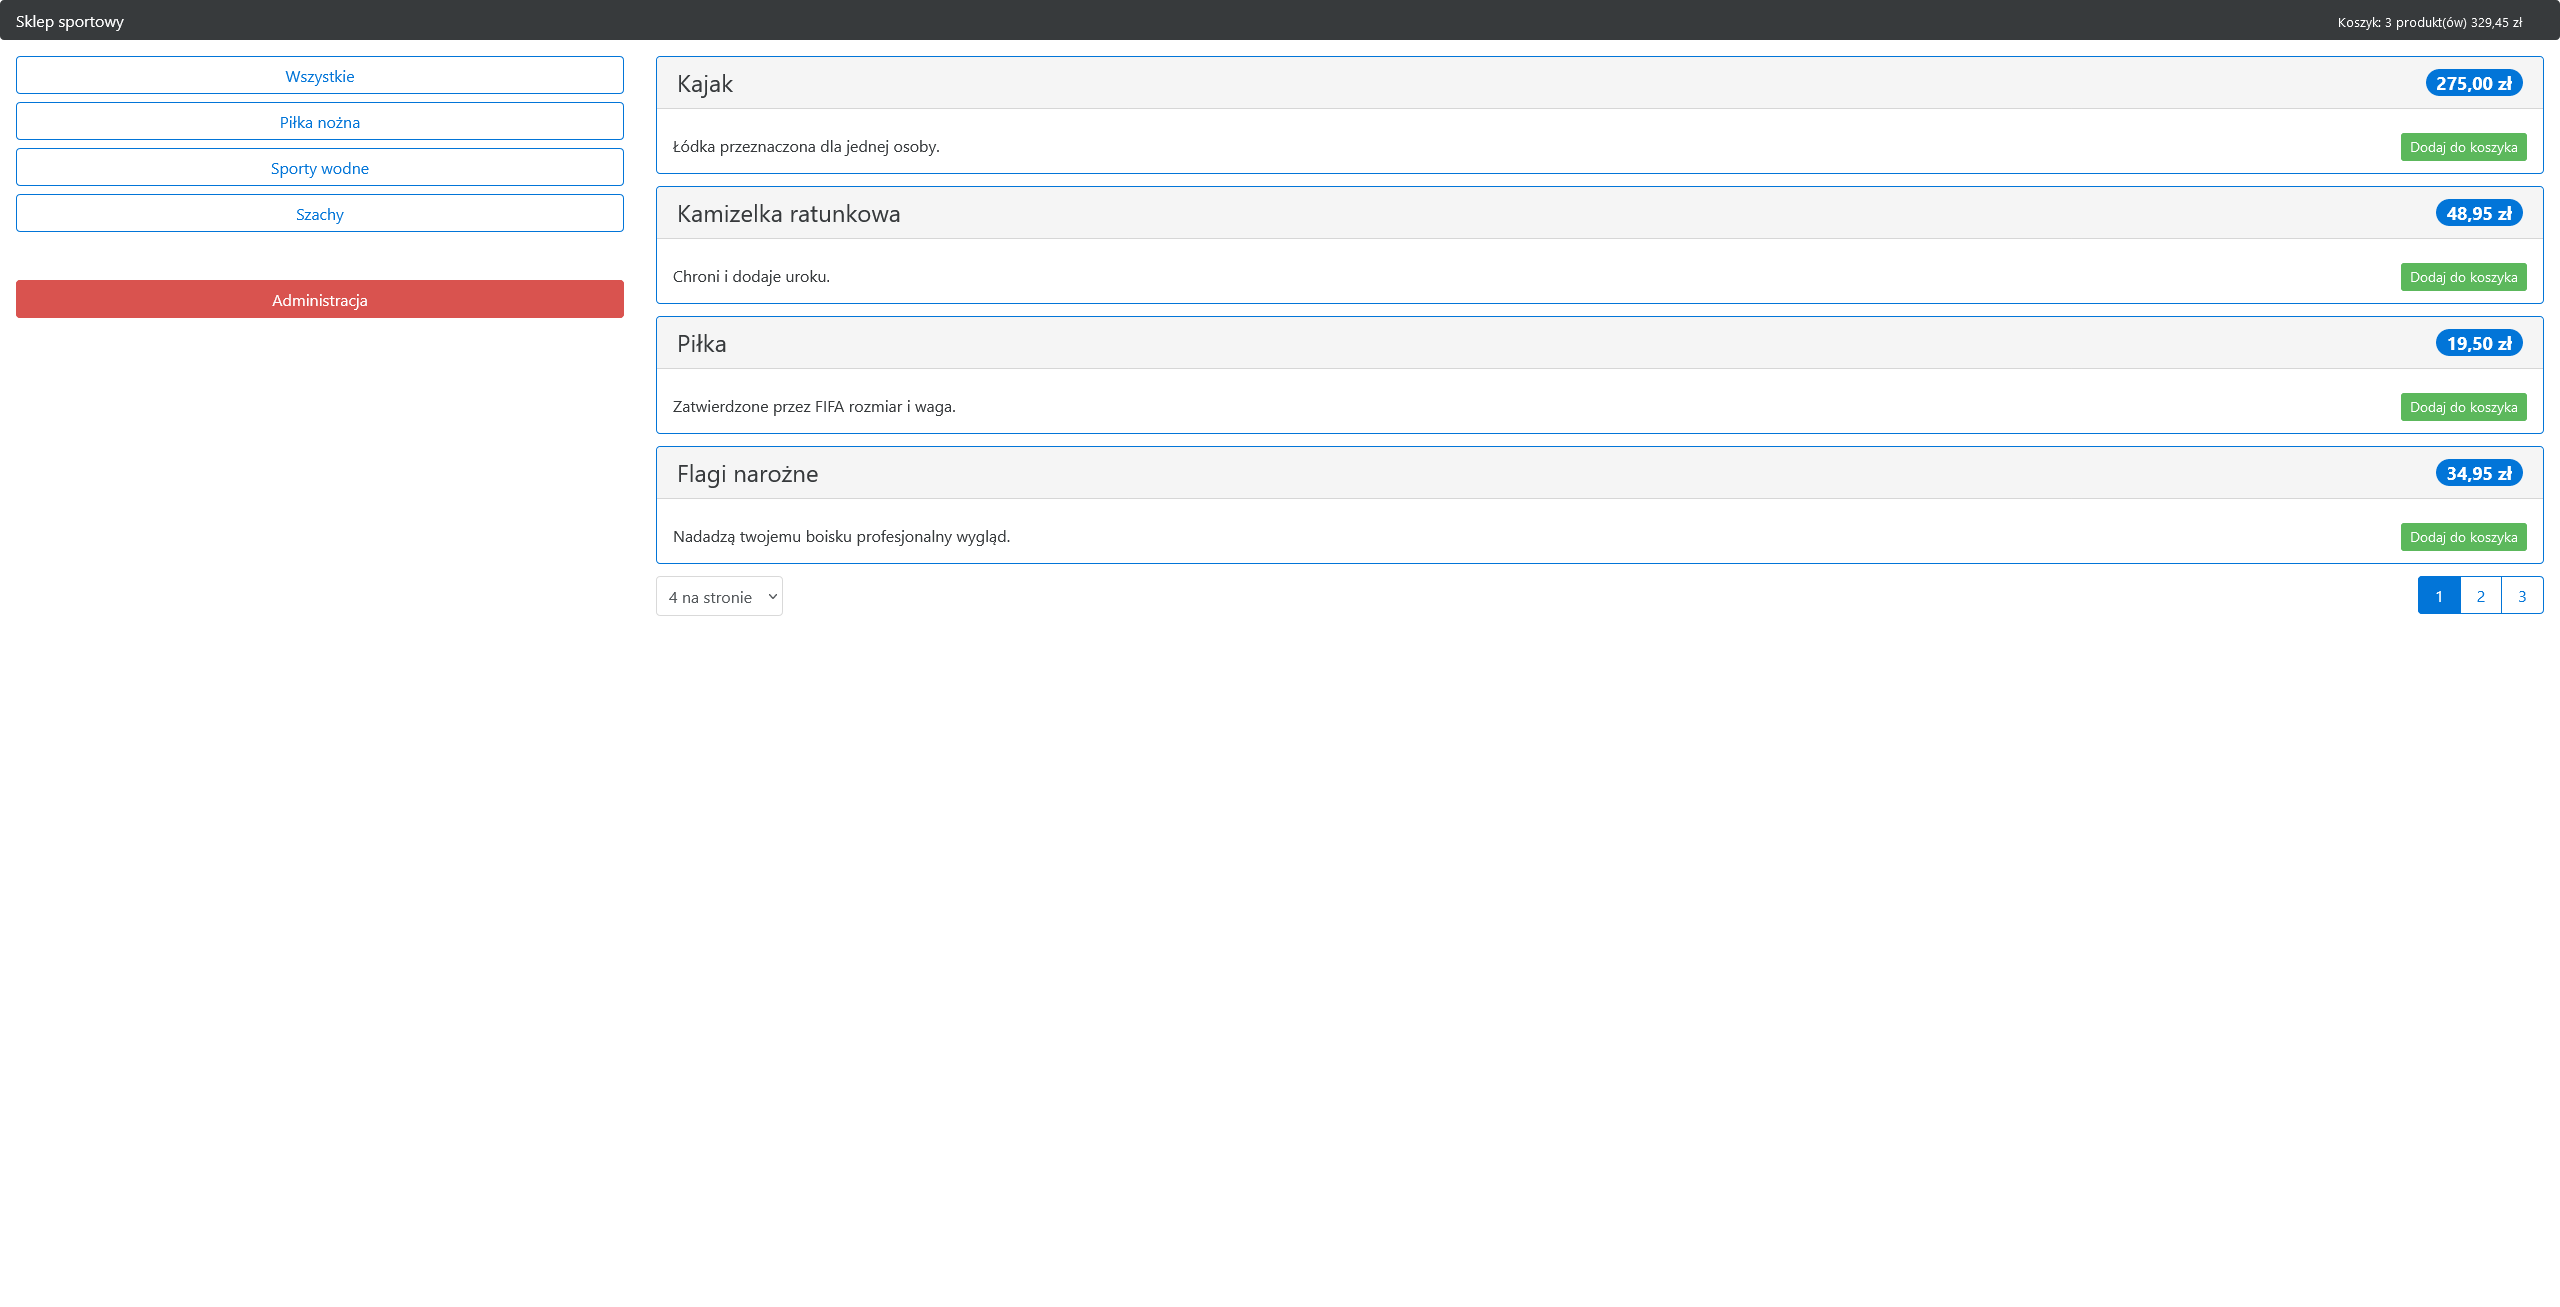 Sklep sportowy
Koszyk: 3 produkt(ów) 329,45 zł
Wszystkie
Piłka nożna
Sporty wodne
Szachy
Administracja
Kajak
275,00 zł
Łódka przeznaczona dla jednej osoby.
Dodaj do koszyka
Kamizelka ratunkowa
48,95 zł
Chroni i dodaje uroku.
Dodaj do koszyka
Piłka
19,50 zł
Zatwierdzone przez FIFA rozmiar i waga.
Dodaj do koszyka
Flagi narożne
34,95 zł
Nadadzą twojemu boisku profesjonalny wygląd.
Dodaj do koszyka
4 na stronie
1 2 3